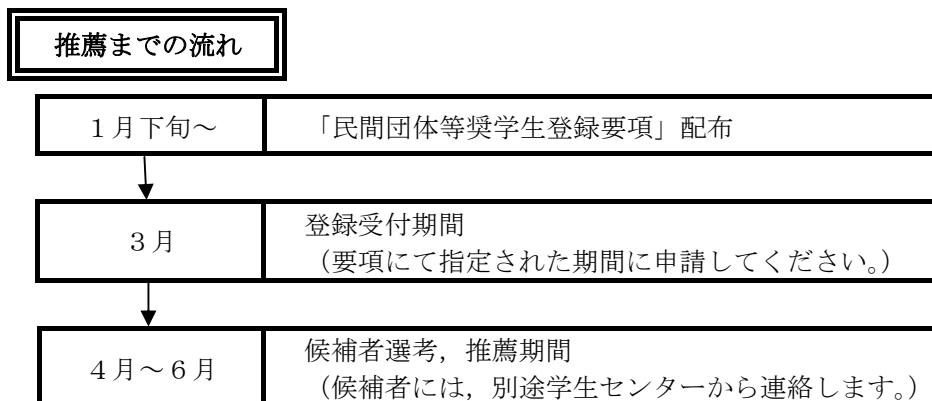 推薦までの流れ
１月下旬～
「民間団体等奨学生登録要項」配布
３月
登録受付期間
（要項にて指定された期間に申請してください。）
４月～６月
候補者選考，推薦期間
（候補者には，別途学生センターから連絡します。）